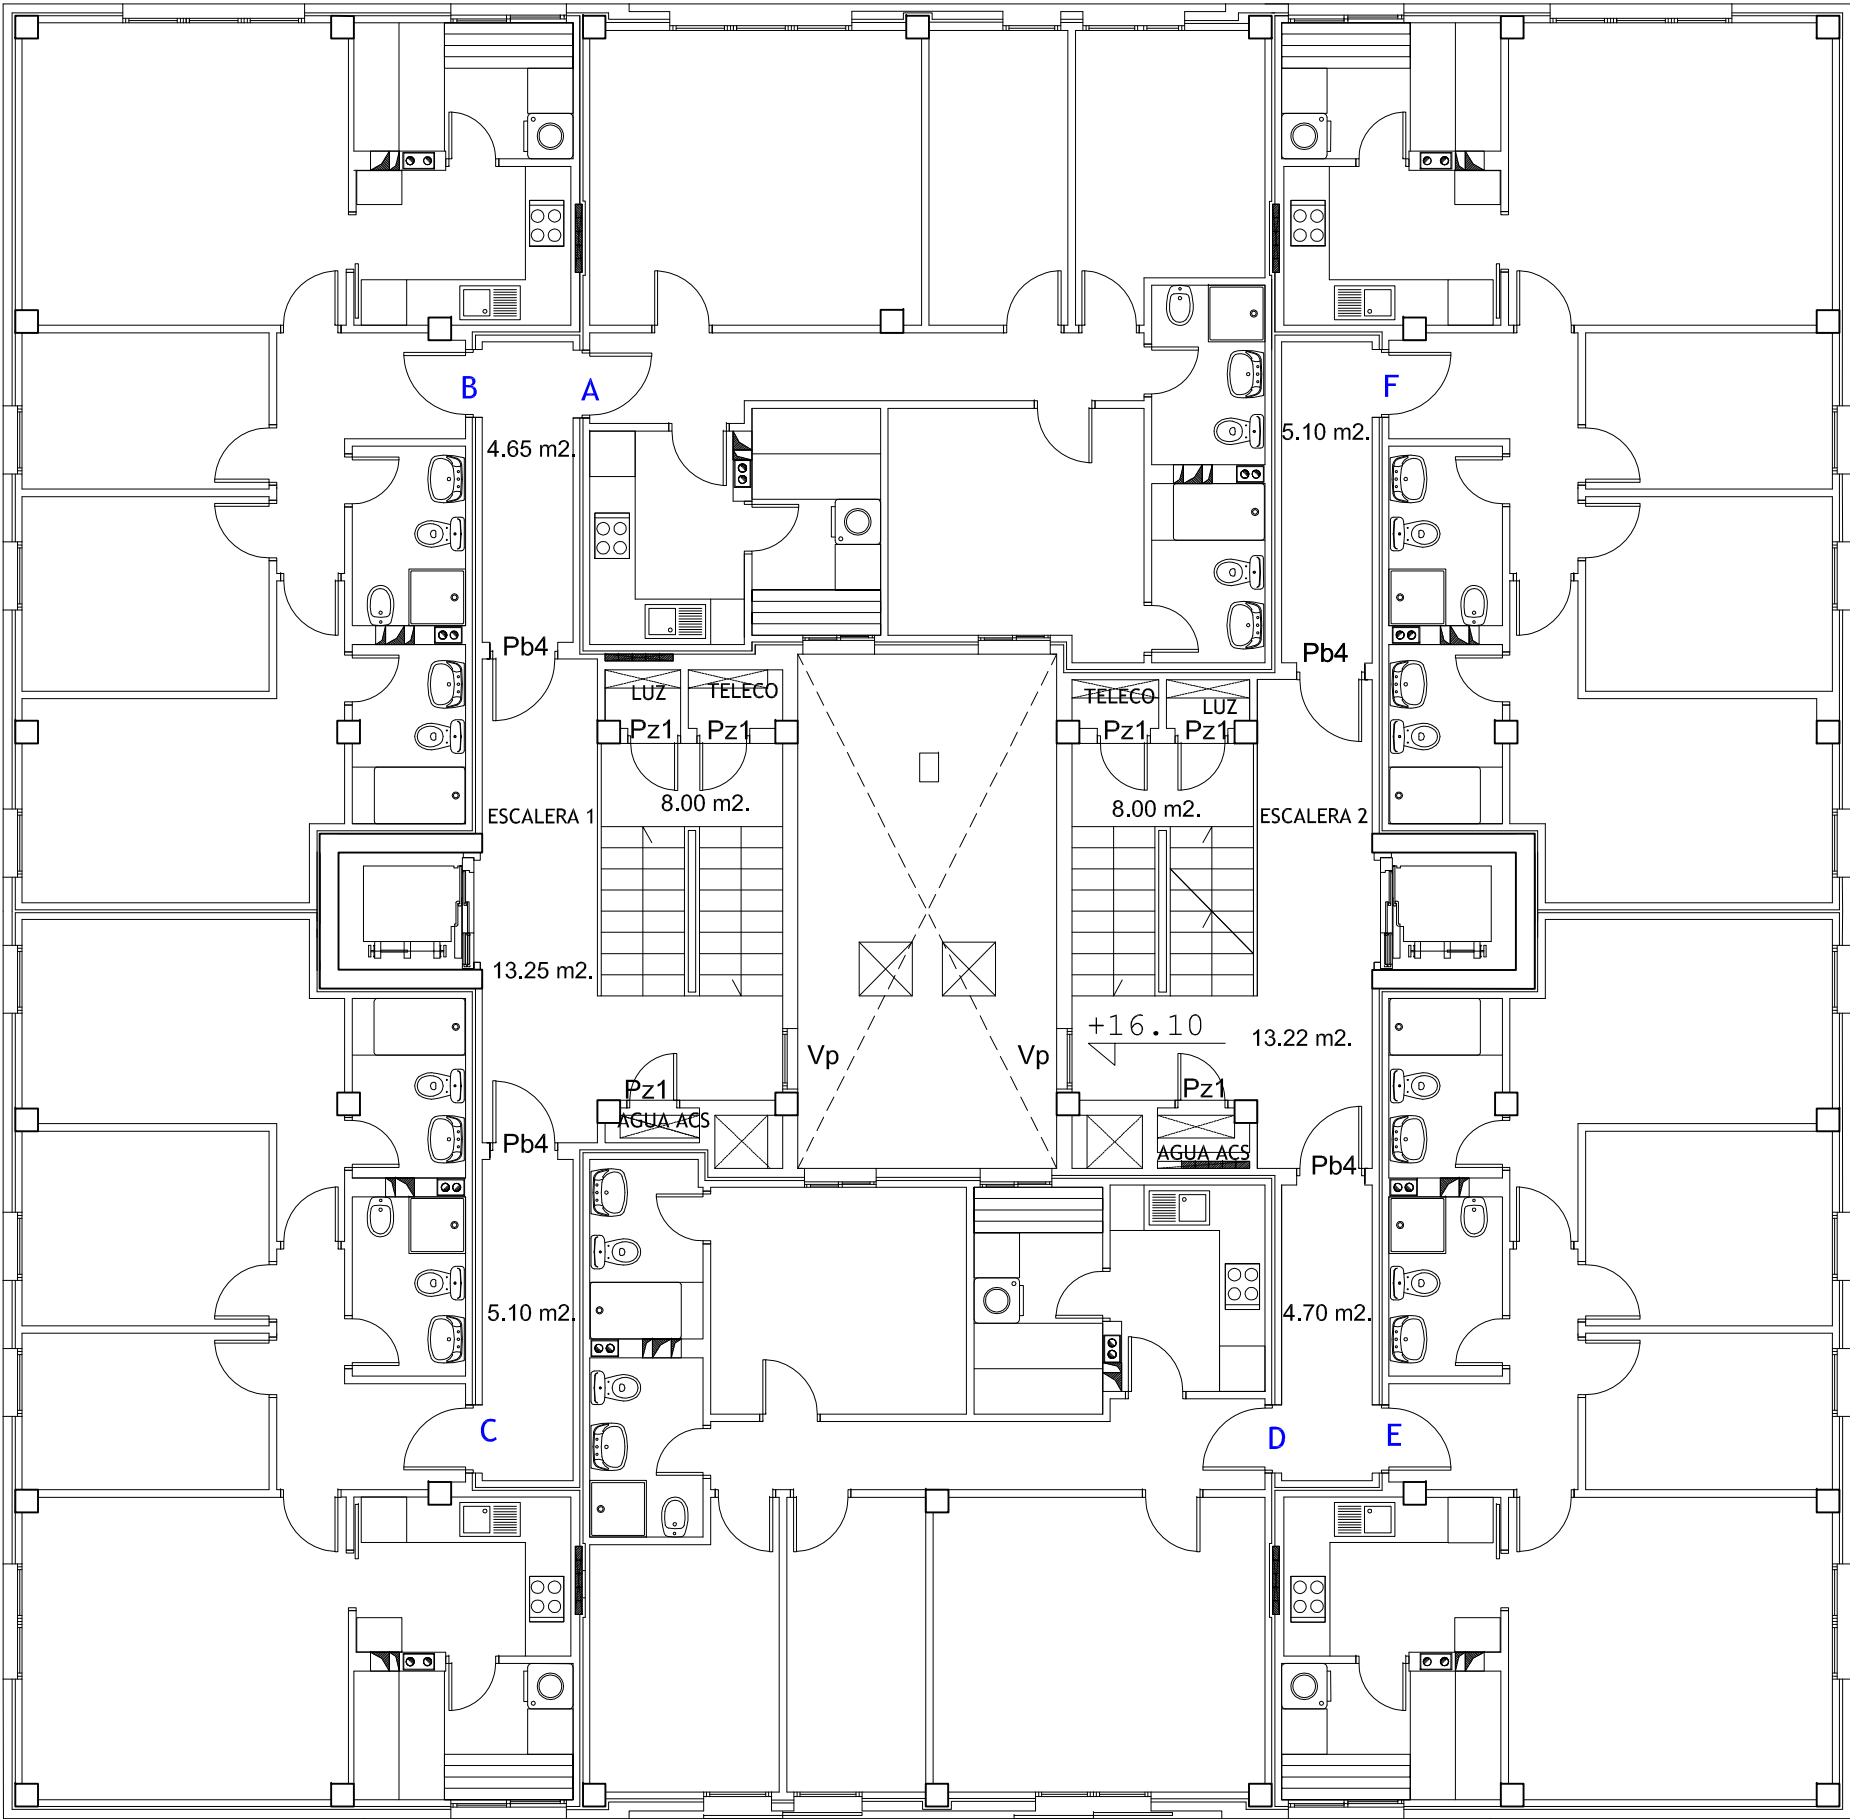 B
A
F
4.65 m2.
5.10 m2.
Pb4
Pb4
LUZ
TELECO
TELECO
LUZ
Pz1
Pz1
Pz1
Pz1
8.00 m2.
8.00 m2.
ESCALERA 1
ESCALERA 2
13.25 m2.
+16.10
13.22 m2.
Vp
Vp
Pz1
Pz1
AGUA ACS
Pb4
AGUA ACS
Pb4
5.10 m2.
4.70 m2.
C
D
E